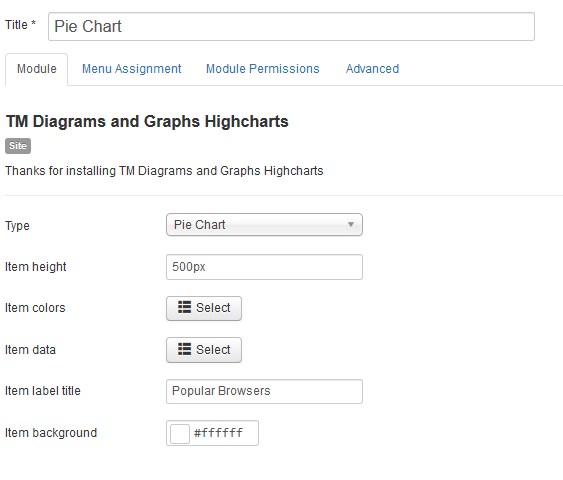 Title * Pie Chart
Module Menu Assignment Module Permissions Advanced
TM Diagrams and Graphs Highcharts
Site
Thanks for installing TM Diagrams and Graphs Highcharts
Type Pie Chart
Item height 500px
Item colors Select
Item data Select
Item label title Popular Browsers
Item background #ffffff